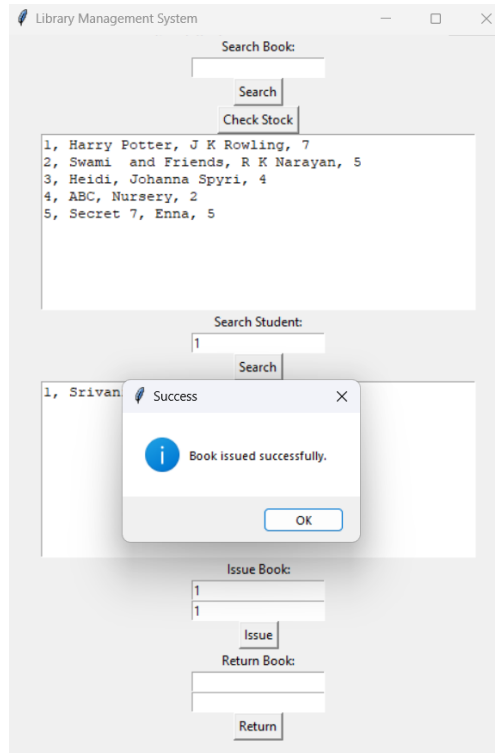 Library Management System
Search Book:
Search
Check Stock
1, Harry Potter, J K Rowling, 7
2, Swami  and Friends, R K Narayan, 5
3, Heidi, Johanna Spyri, 4
4, ABC, Nursery, 2
5, Secret 7, Enna, 5
Search Student:
1
Search
1,
Success
Book issued successfully.
OK
Issue Book:
1
1
Issue
Return Book:
Return